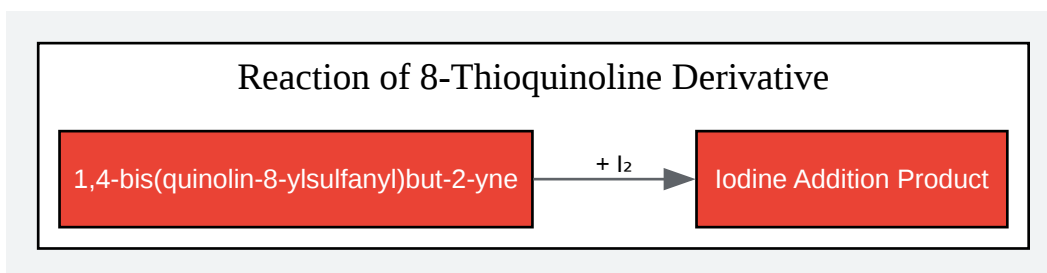 Reaction of 8-Thioquinoline Derivative
1,4-bis(quinolin-8-ylsulfanyl)but-2-yne
+ I₂
Iodine Addition Product